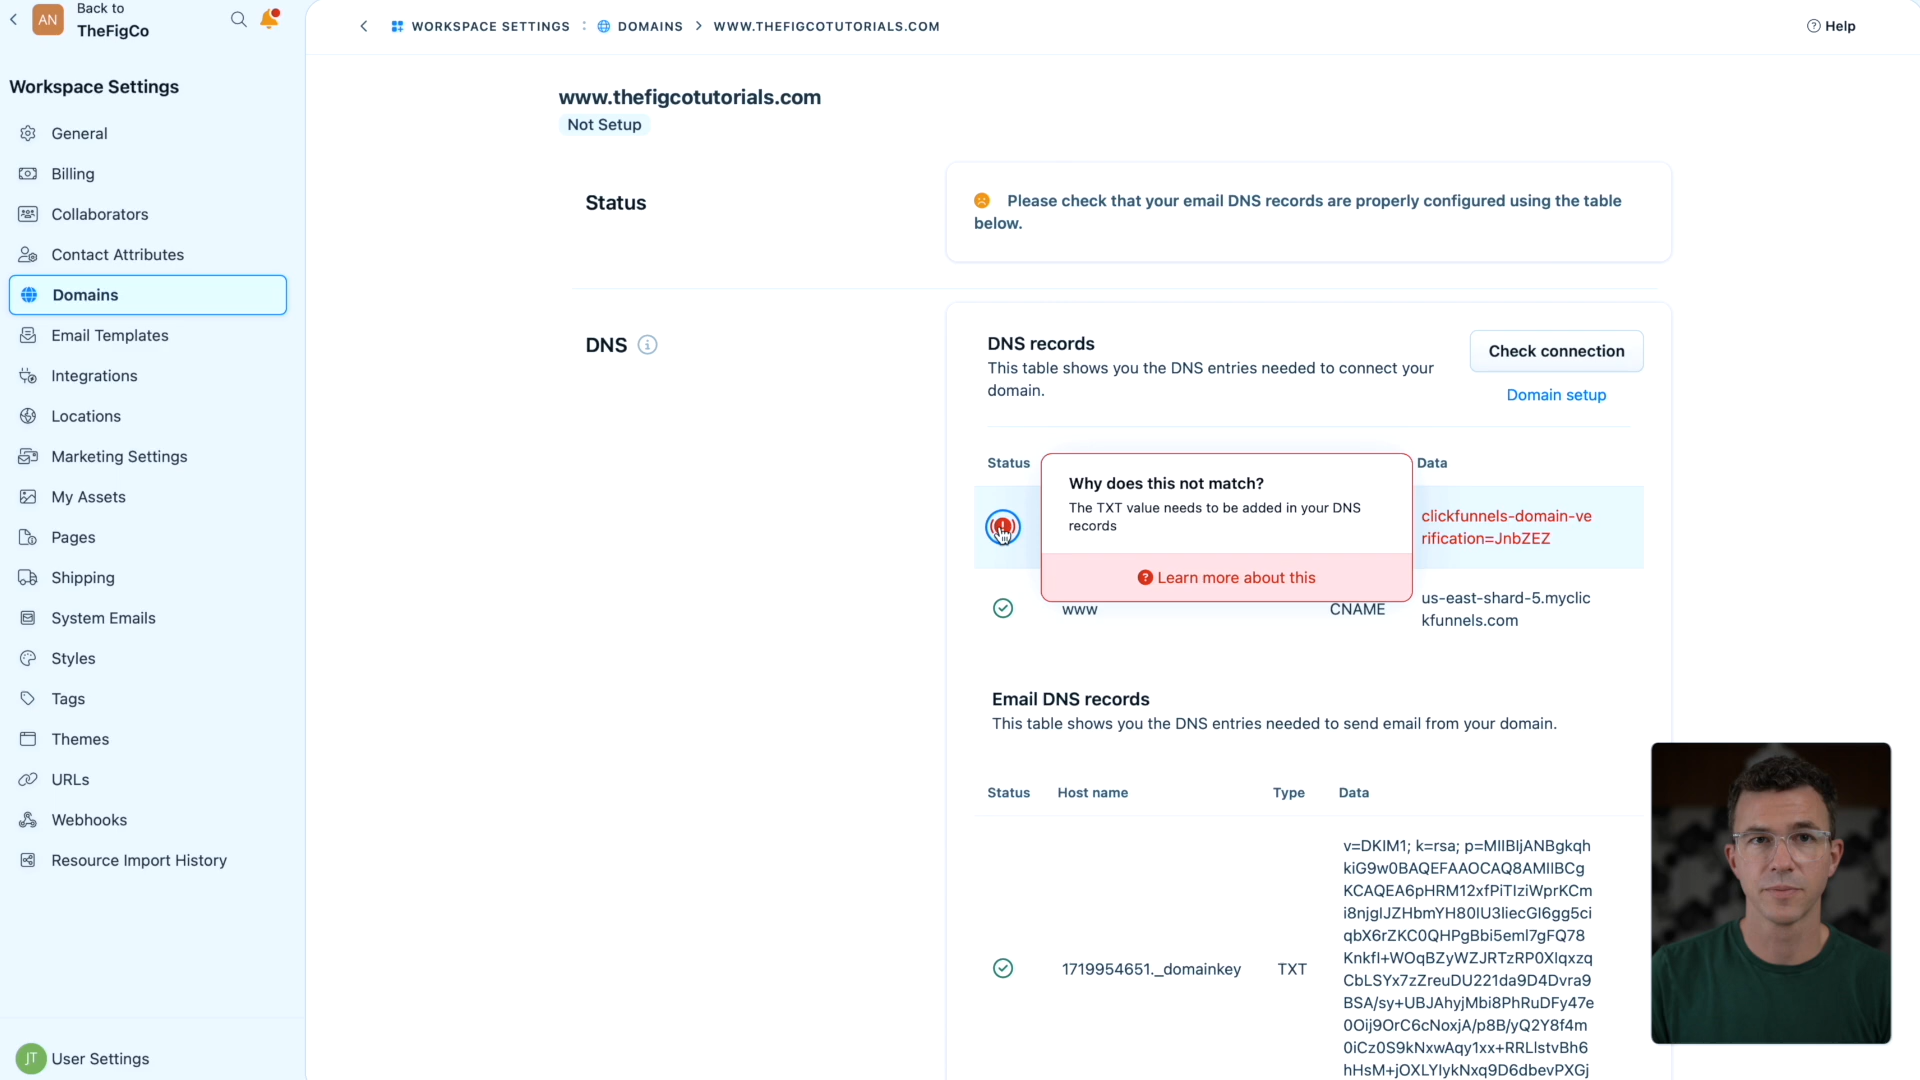 AN
Back to
TheFigCo
Workspace Settings
General
Billing
Collaborators
Contact Attributes
Domains
Email Templates
Integrations
Locations
Marketing Settings
My Assets
Pages
Shipping
System Emails
Styles
Tags
Themes
URLs
Webhooks
Resource Import History
JT User Settings
WORKSPACE SETTINGS : DOMAINS > WWW.THEFIGCOTUTORIALS.COM
Help
www.thefigcotutorials.com
Not Setup
Status
Please check that your email DNS records are properly configured using the table
below.
DNS
DNS records
This table shows you the DNS entries needed to connect your
domain.
Check connection
Domain setup
Status
Data
Why does this not match?
The TXT value needs to be added in your DNS
records
Learn more about this
clickfunnels-domain-ve
rification=JnbZEZ
www
CNAME
us-east-shard-5.myclic
kfunnels.com
Email DNS records
This table shows you the DNS entries needed to send email from your domain.
Status Host name Type Data
1719954651._domainkey
TXT
v=DKIM1; k=rsa; p=MIIBIjANBgkqh
kiG9w0BAQEFAAOCAQ8AMIIBCg
KCAQEA6pHRM12xfPiTIziWprKCm
i8njgIJZHbmYH80IU3liecGI6gg5ci
qbX6rZKC0QHPgBbi5emI7gFQ78
KnkfI+WOqBZyWZJRTzRP0XIqxzq
CbLSYx7zZreuDU221da9D4Dvra9
BSA/sy+UBJAhyjMbi8PhRuDFy47e
0Oij9OrC6cNoxjA/p8B/yQ2Y8f4m
0iCz0S9kNxwAqy1xx+RRLlstvBh6
hHsM+jOXLYIykNxq9D6dbevPXGj